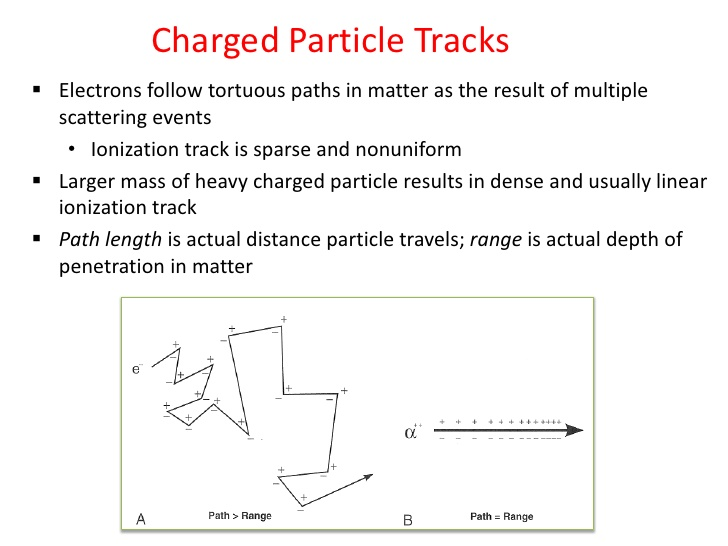 Charged Particle Tracks
▪ Electrons follow tortuous paths in matter as the result of multiple
scattering events
• Ionization track is sparse and nonuniform
▪ Larger mass of heavy charged particle results in dense and usually linear
ionization track
▪ Path length is actual distance particle travels; range is actual depth of
penetration in matter
e⁻
α⁺⁺
A
Path > Range
B
Path = Range